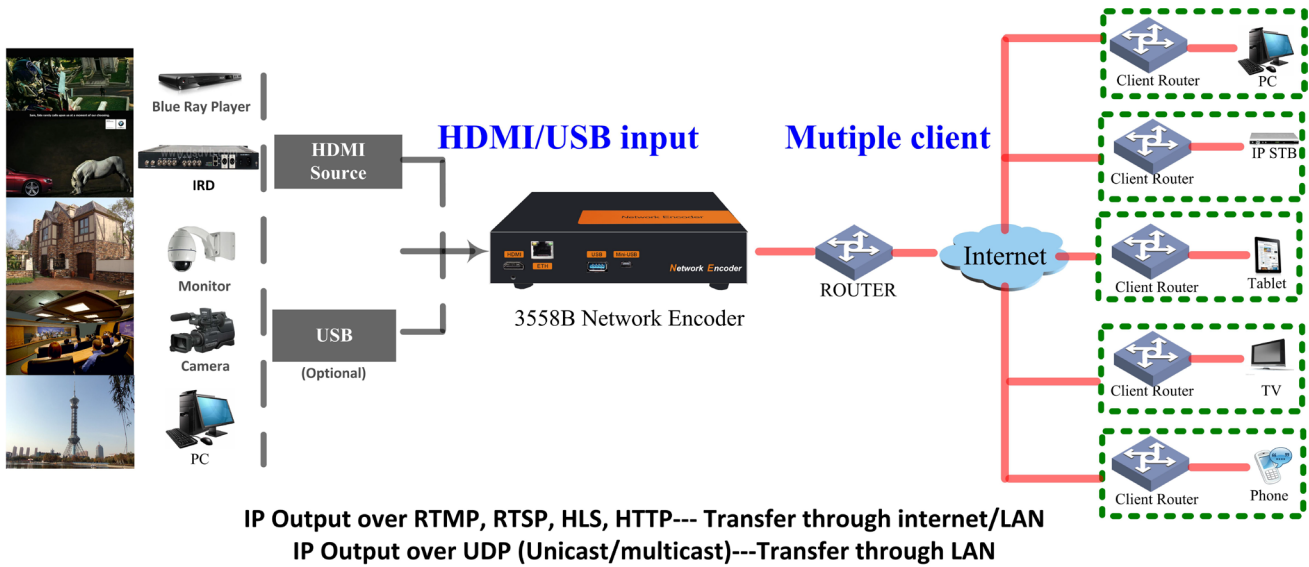 HDMI/USB input
Mutiple client
Blue Ray Player
IRD
Monitor
Camera
PC
HDMI
Source
USB
(Optional)
Network Encoder
HDMI
ETH
USB
Mini-USB
Network Encoder
3558B Network Encoder
ROUTER
Internet
Client Router
PC
Client Router
IP STB
Client Router
Tablet
Client Router
TV
Client Router
Phone
IP Output over RTMP, RTSP, HLS, HTTP--- Transfer through internet/LAN
IP Output over UDP (Unicast/multicast)---Transfer through LAN